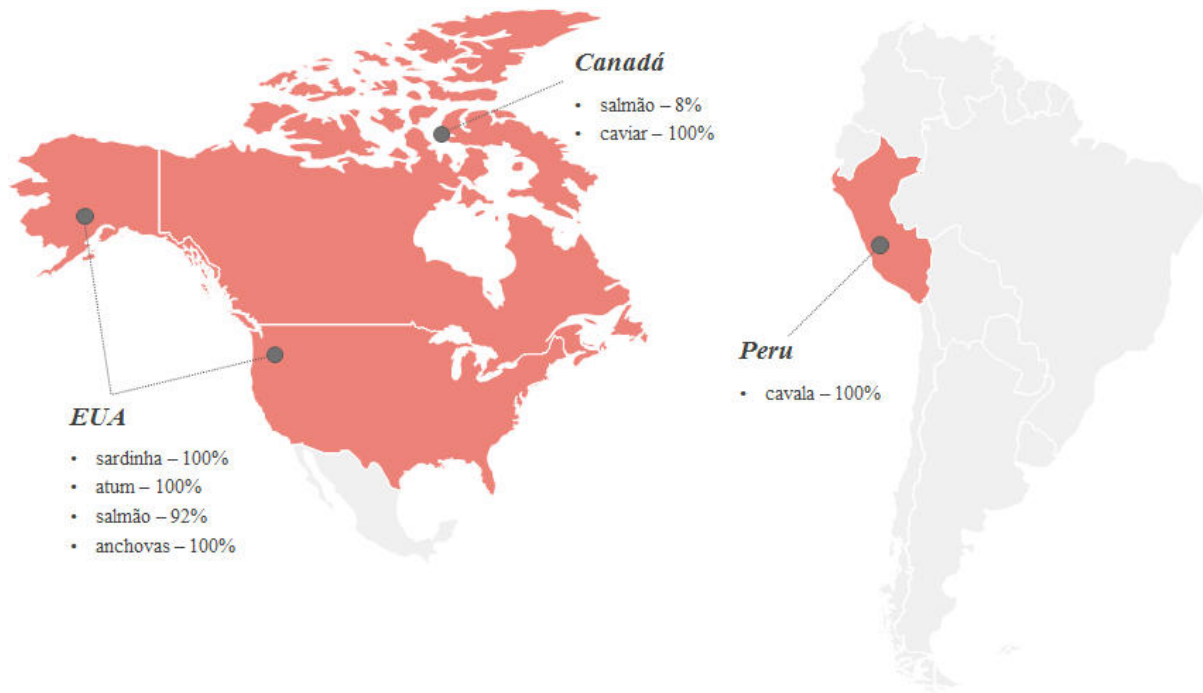 Canadá
• salmão – 8%
• caviar – 100%
Peru
• cavala – 100%
EUA
• sardinha – 100%
• atum – 100%
• salmão – 92%
• anchovas – 100%